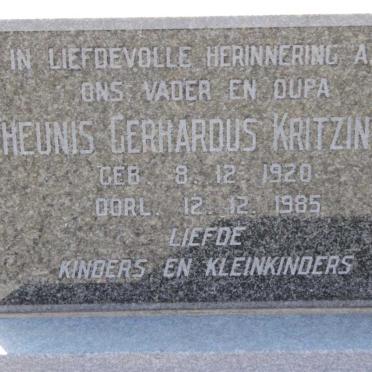 IN LIEFDEVOLLE HERINNERING A
ONS VADER EN OUPA
HEUNIS GERHARDUS KRITZIN
GEB 8. 12. 1920
OORL. 12. 12. 1985
LIEFDE
KINDERS EN KLEINKINDERS